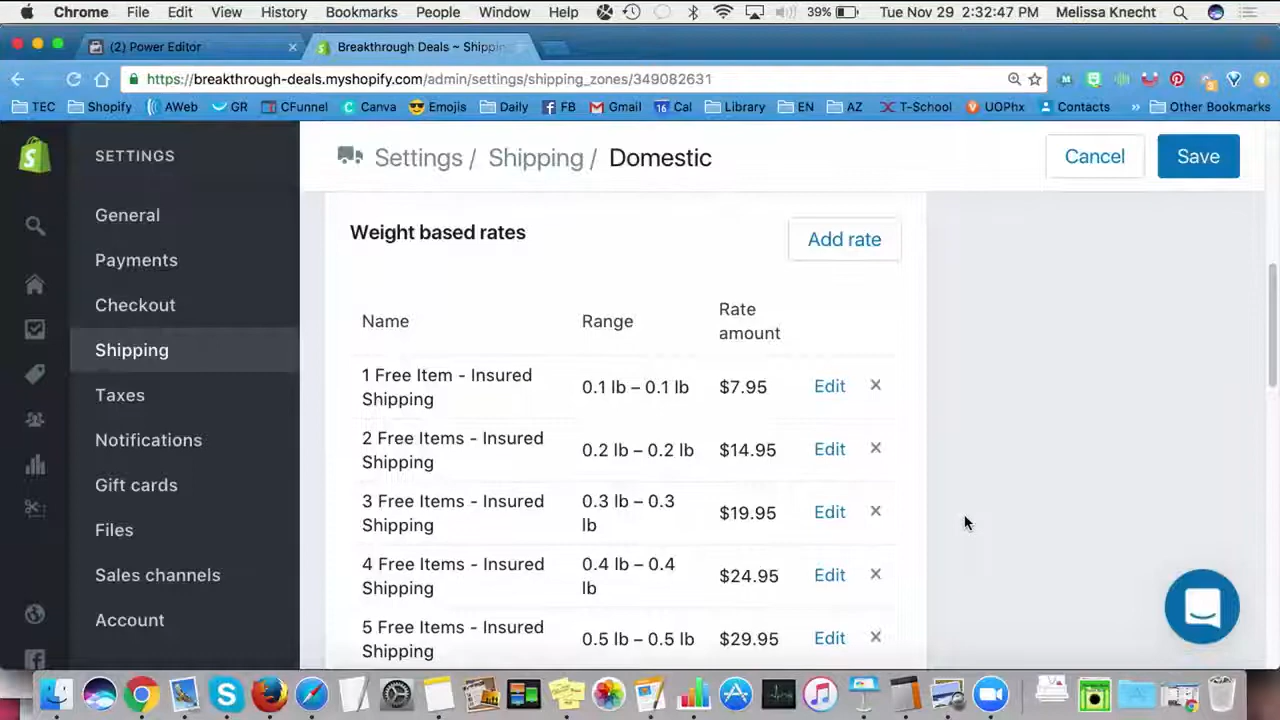 Chrome File Edit View History Bookmarks People Window Help 39% Tue Nov 29 2:32:47 PM Melissa Knecht
(2) Power Editor × Breakthrough Deals ~ Shippin
https://breakthrough-deals.myshopify.com/admin/settings/shipping_zones/349082631
TEC Shopify AWeb GR CFunnel Canva Emojis Daily FB Gmail 16 Cal Library EN AZ T-School UOPhx Contacts » Other Bookmarks
SETTINGS
General
Payments
Checkout
Shipping
Taxes
Notifications
Gift cards
Files
Sales channels
Account
Settings / Shipping / Domestic
Cancel
Save
Weight based rates
Add rate
Name Range Rate
amount
1 Free Item - Insured
Shipping
0.1 lb – 0.1 lb $7.95 Edit ×
2 Free Items - Insured
Shipping
0.2 lb – 0.2 lb $14.95 Edit ×
3 Free Items - Insured
Shipping
0.3 lb – 0.3
lb
$19.95 Edit ×
4 Free Items - Insured
Shipping
0.4 lb – 0.4
lb
$24.95 Edit ×
5 Free Items - Insured
Shipping
0.5 lb – 0.5 lb $29.95 Edit ×